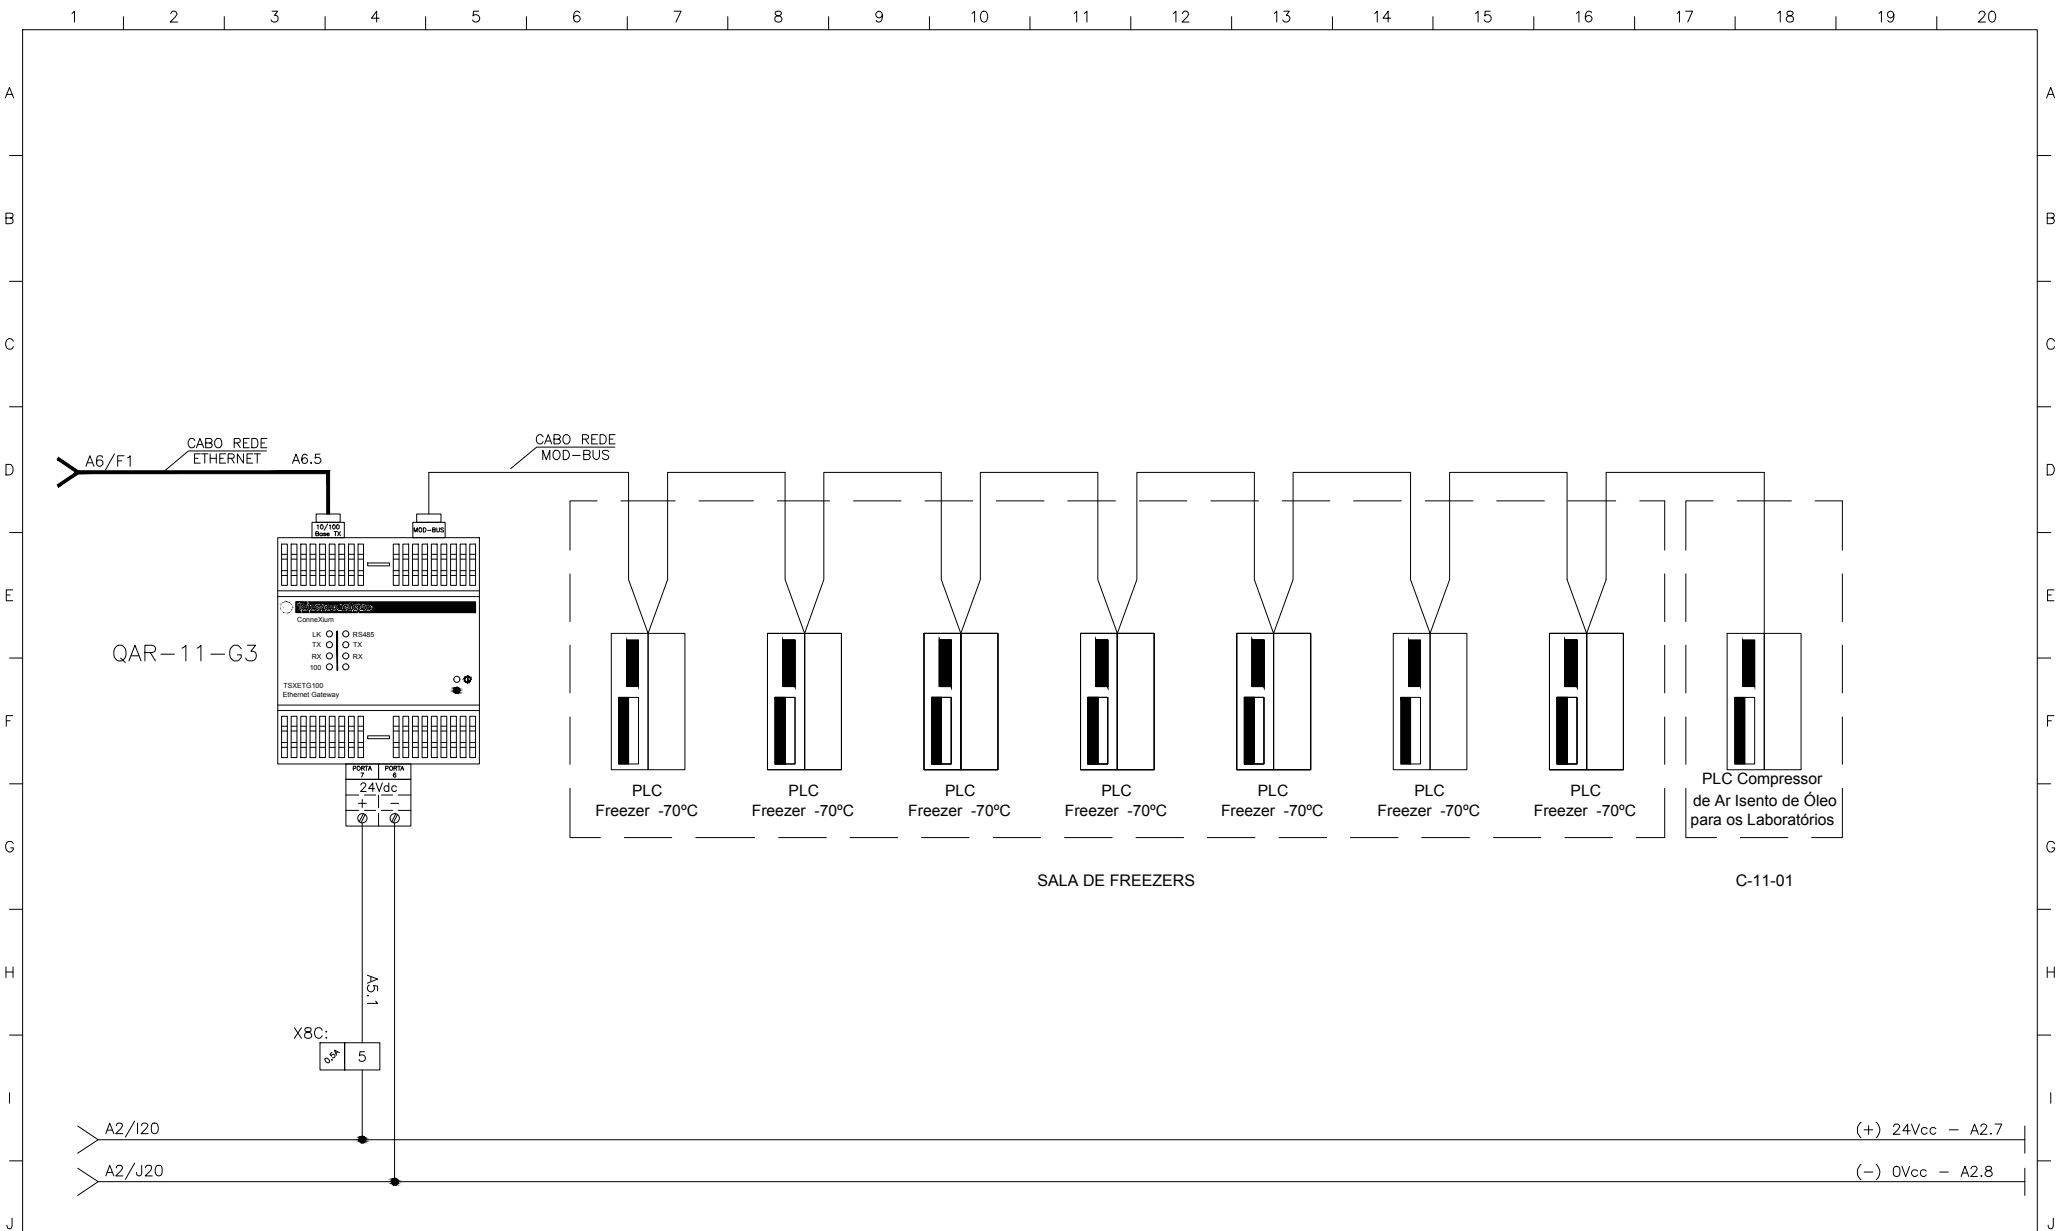 1 2 3 4 5 6 7 8 9 10 11 12 13 14 15 16 17 18 19 20
A A
B B
C C
D D
E E
F F
G G
H H
I I
J J
A6/F1
CABO REDE
ETHERNET
A6.5
CABO REDE
MOD-BUS
10/100
Base TX
MOD-BUS
ConneXium
LK RS485
TX TX
RX RX
100
TSXETG100
Ethernet Gateway
QAR-11-G3
PORTA
7
PORTA
6
24Vdc
+ -
PLC
Freezer -70ºC
PLC
Freezer -70ºC
PLC
Freezer -70ºC
PLC
Freezer -70ºC
PLC
Freezer -70ºC
PLC
Freezer -70ºC
PLC
Freezer -70ºC
PLC Compressor
de Ar Isento de Óleo
para os Laboratórios
SALA DE FREEZERS
C-11-01
A5.1
X8C:
0,5A 5
A2/I20
(+) 24Vcc - A2.7
A2/J20
(-) 0Vcc - A2.8